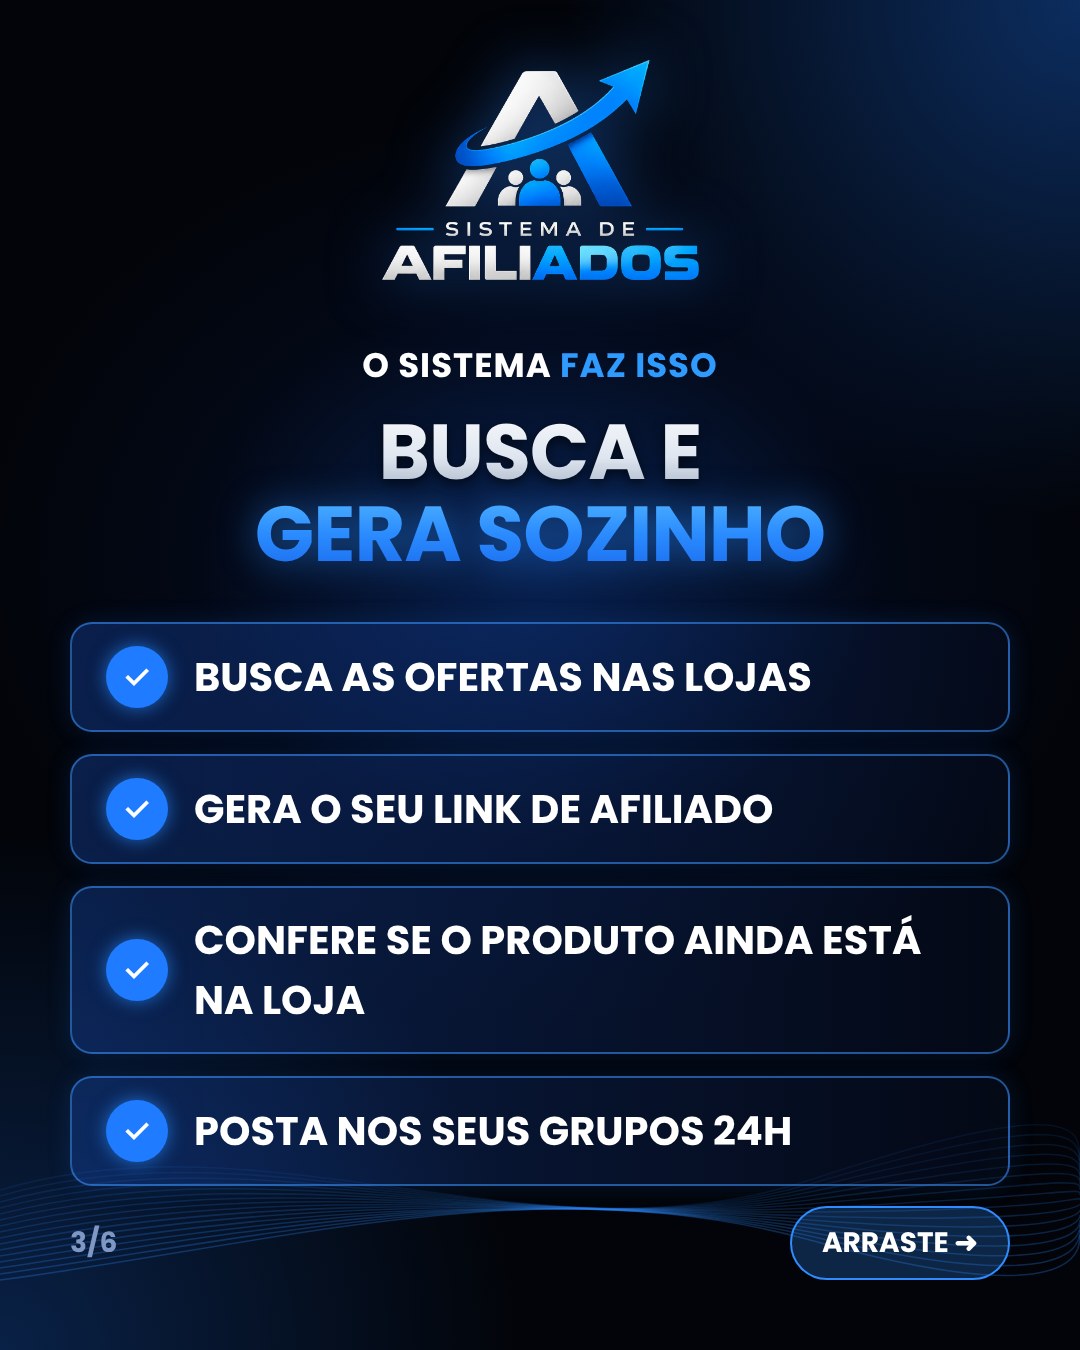 SISTEMA DE
AFILIADOS
O SISTEMA FAZ ISSO
BUSCA E
GERA SOZINHO
BUSCA AS OFERTAS NAS LOJAS
GERA O SEU LINK DE AFILIADO
CONFERE SE O PRODUTO AINDA ESTÁ
NA LOJA
POSTA NOS SEUS GRUPOS 24H
3/6
ARRASTE →